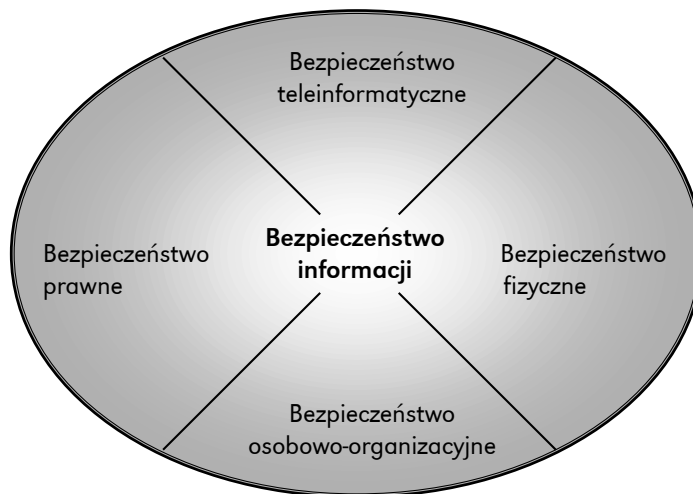 Bezpieczeństwo
teleinformatyczne
Bezpieczeństwo
prawne
Bezpieczeństwo
informacji
Bezpieczeństwo
fizyczne
Bezpieczeństwo
osobowo-organizacyjne